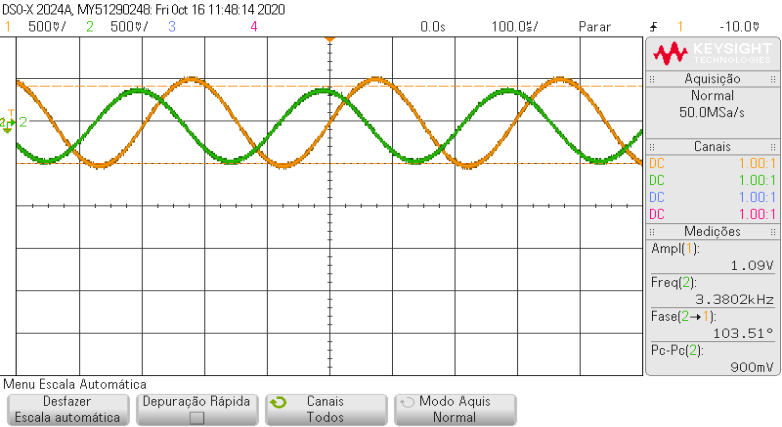 DSO-X 2024A, MY51290248: Fri Oct 16 11:48:14 2020
1 500♉/ 2 500♉/ 3 4 0.0s 100.0㎲/ Parar 1 -10.0♉
KEYSIGHT
TECHNOLOGIES
Aquisição
Normal
50.0MSa/s
Canais
DC 1.00:1
DC 1.00:1
DC 1.00:1
DC 1.00:1
Medições
Ampl(1):
1.09V
Freq(2):
3.3802kHz
Fase(2→1):
103.51°
Pc-Pc(2):
900mV
T
2
2
Menu Escala Automática
Desfazer
Escala automática
Depuração Rápida
Canais
Todos
Modo Aquis
Normal